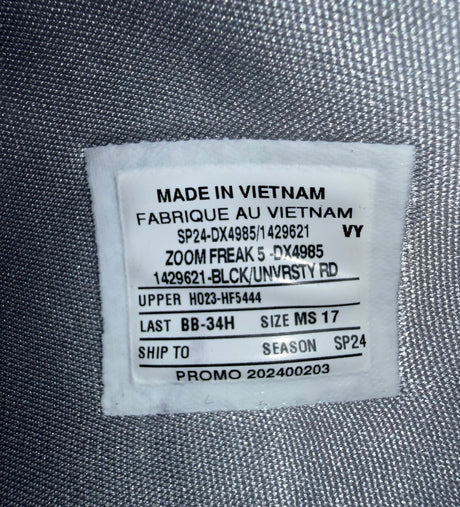 MADE IN VIETNAM
FABRIQUE AU VIETNAM
SP24-DX4985/1429621 VY
ZOOM FREAK 5 -DX4985
1429621-BLCK/UNVRSTY RD
UPPER HO23-HF5444
LAST BB-34H SIZE MS 17
SHIP TO SEASON SP24
PROMO 202400203